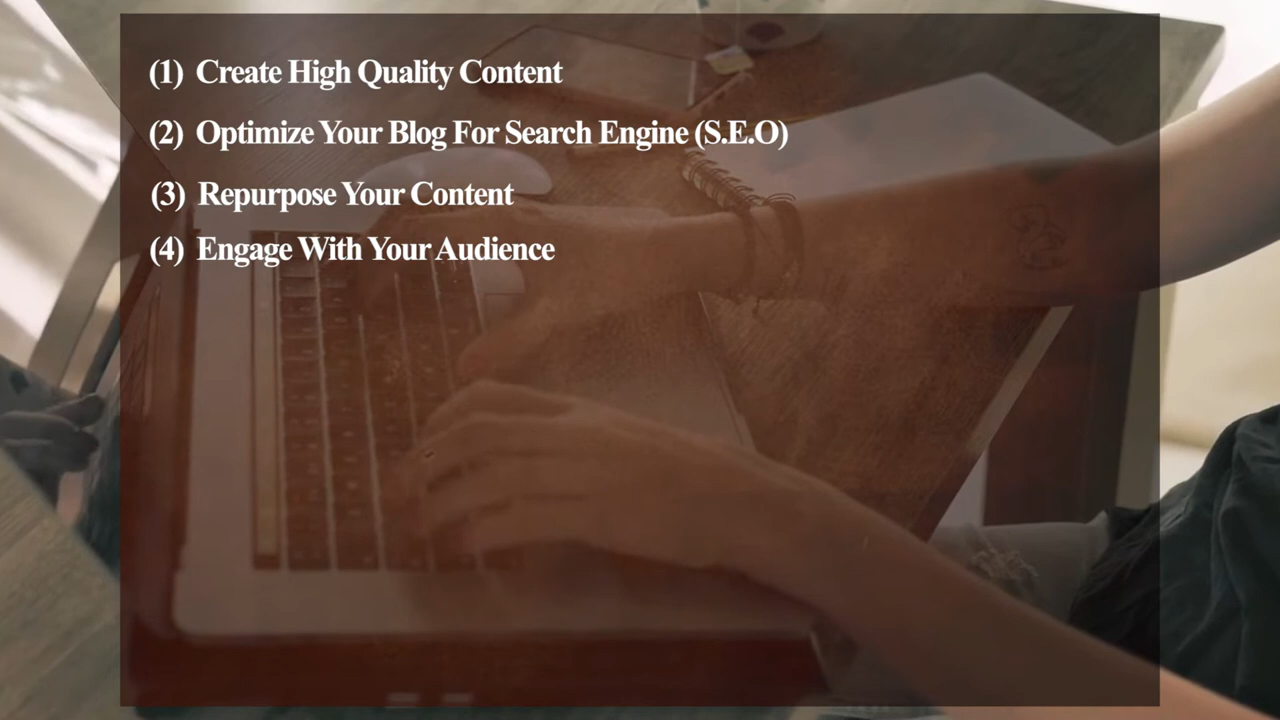 (1) Create High Quality Content
(2) Optimize Your Blog For Search Engine (S.E.O)
(3) Repurpose Your Content
(4) Engage With Your Audience